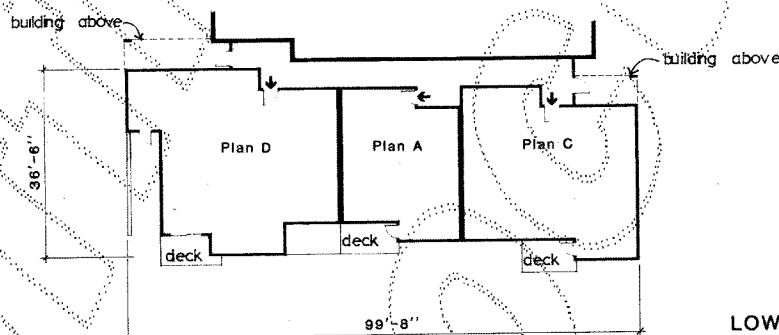 building above
building above
Plan D
Plan A
Plan C
36'-6"
deck
deck
deck
99'-8"
LOW